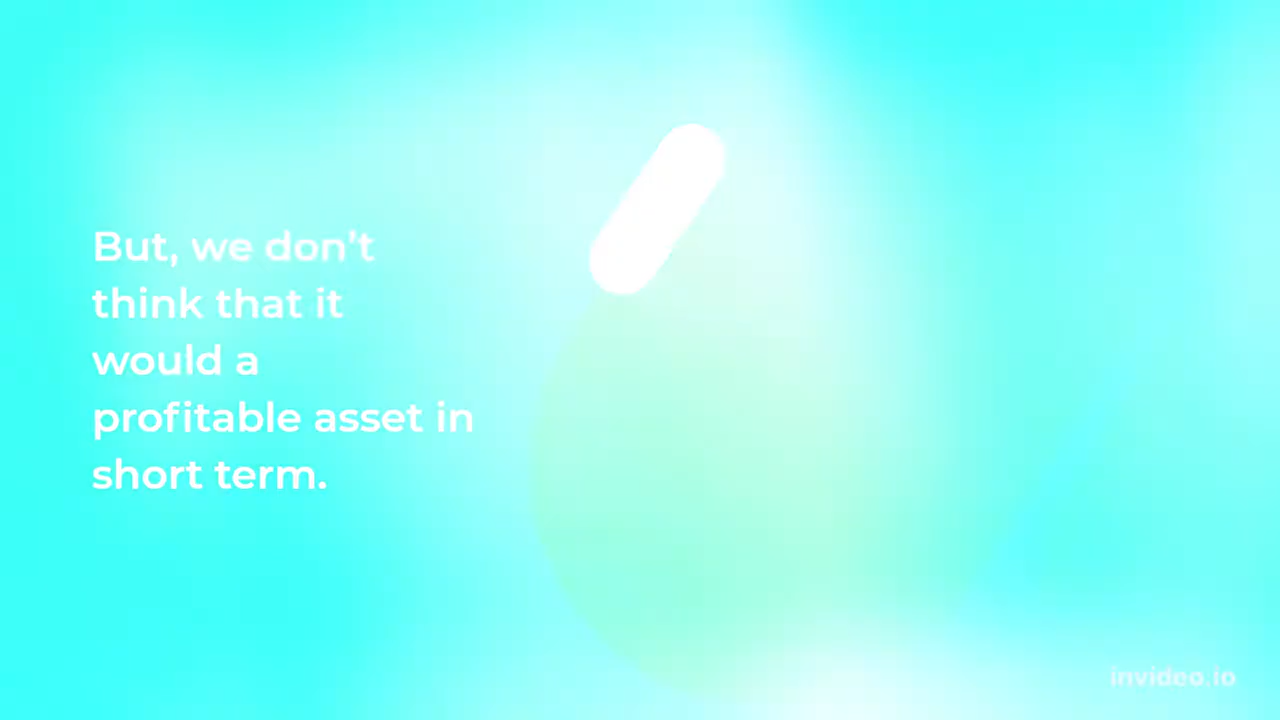 But, we don’t
think that it
would a
profitable asset in
short term.
invideo.io